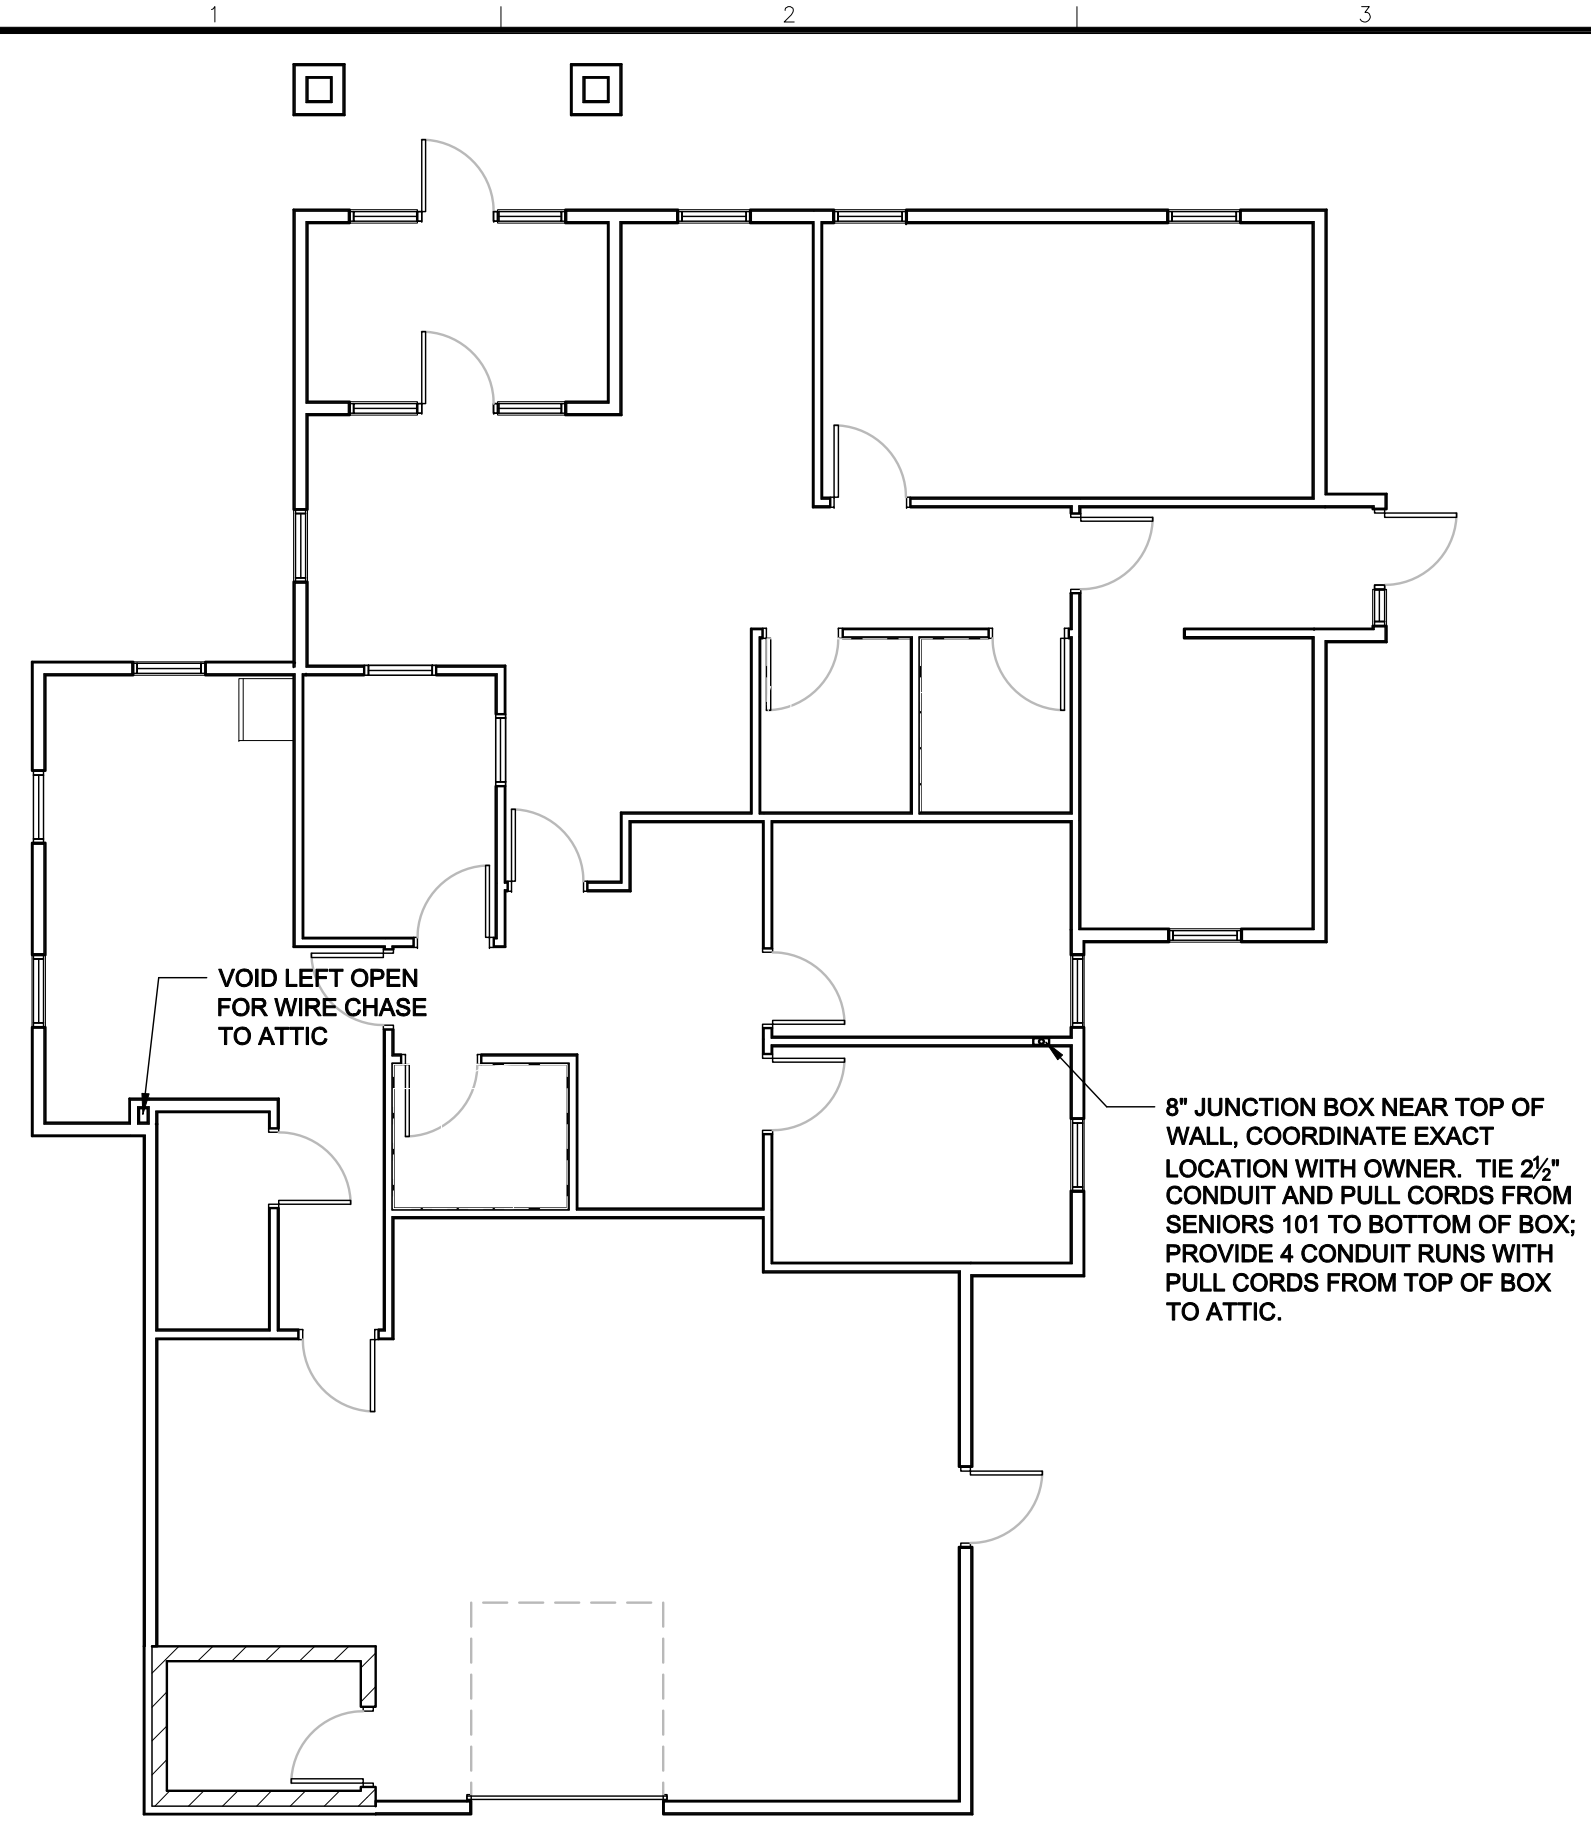 1
2
3
VOID LEFT OPEN
FOR WIRE CHASE
TO ATTIC
8" JUNCTION BOX NEAR TOP OF
WALL, COORDINATE EXACT
LOCATION WITH OWNER. TIE 2½"
CONDUIT AND PULL CORDS FROM
SENIORS 101 TO BOTTOM OF BOX;
PROVIDE 4 CONDUIT RUNS WITH
PULL CORDS FROM TOP OF BOX
TO ATTIC.